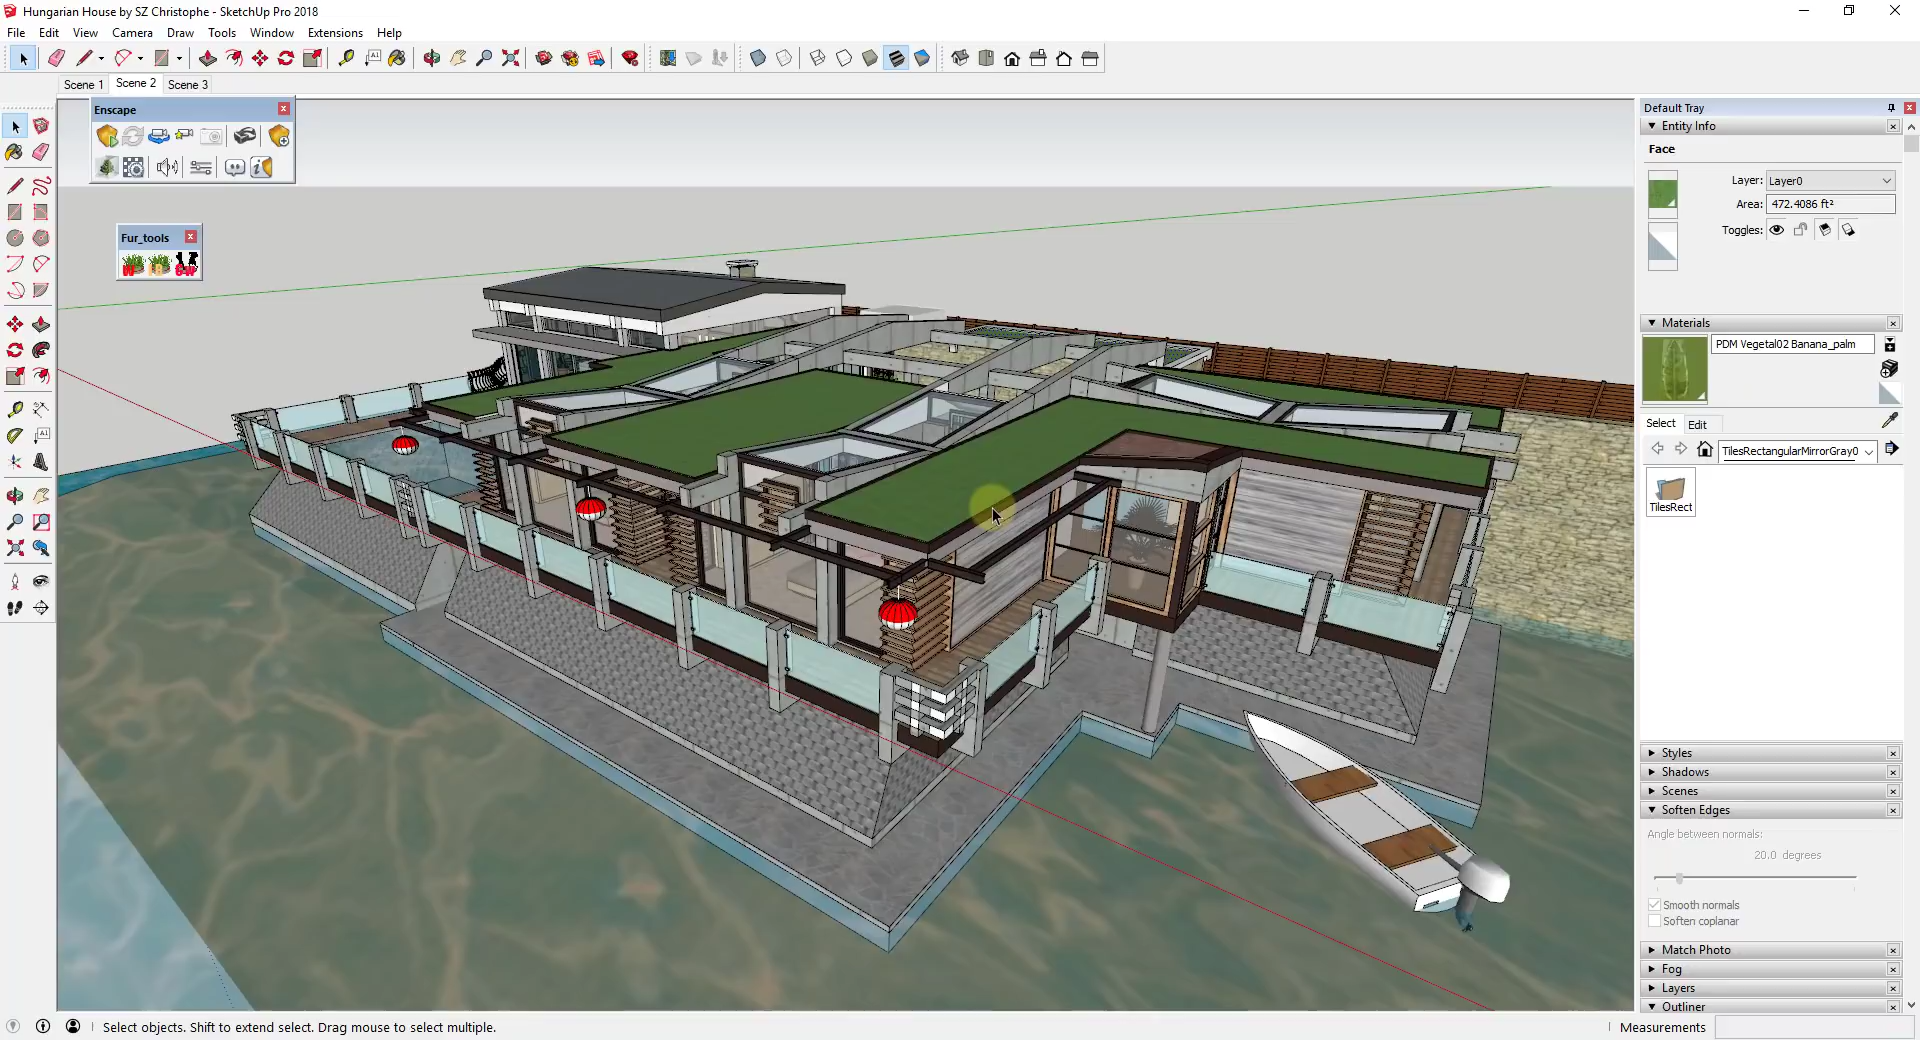 Hungarian House by SZ Christophe - SketchUp Pro 2018
File Edit View Camera Draw Tools Window Extensions Help
Scene 1 Scene 2 Scene 3
Enscape
Fur_tools
Default Tray
Entity Info
Face
Layer: Layer0
Area: 472.4086 ft²
Toggles:
Materials
PDM Vegetal02 Banana_palm
Select Edit
TilesRectangularMirrorGray0
TilesRect
Styles
Shadows
Scenes
Soften Edges
Angle between normals:
20.0 degrees
Smooth normals
Soften coplanar
Match Photo
Fog
Layers
Outliner
Select objects. Shift to extend select. Drag mouse to select multiple.
Measurements